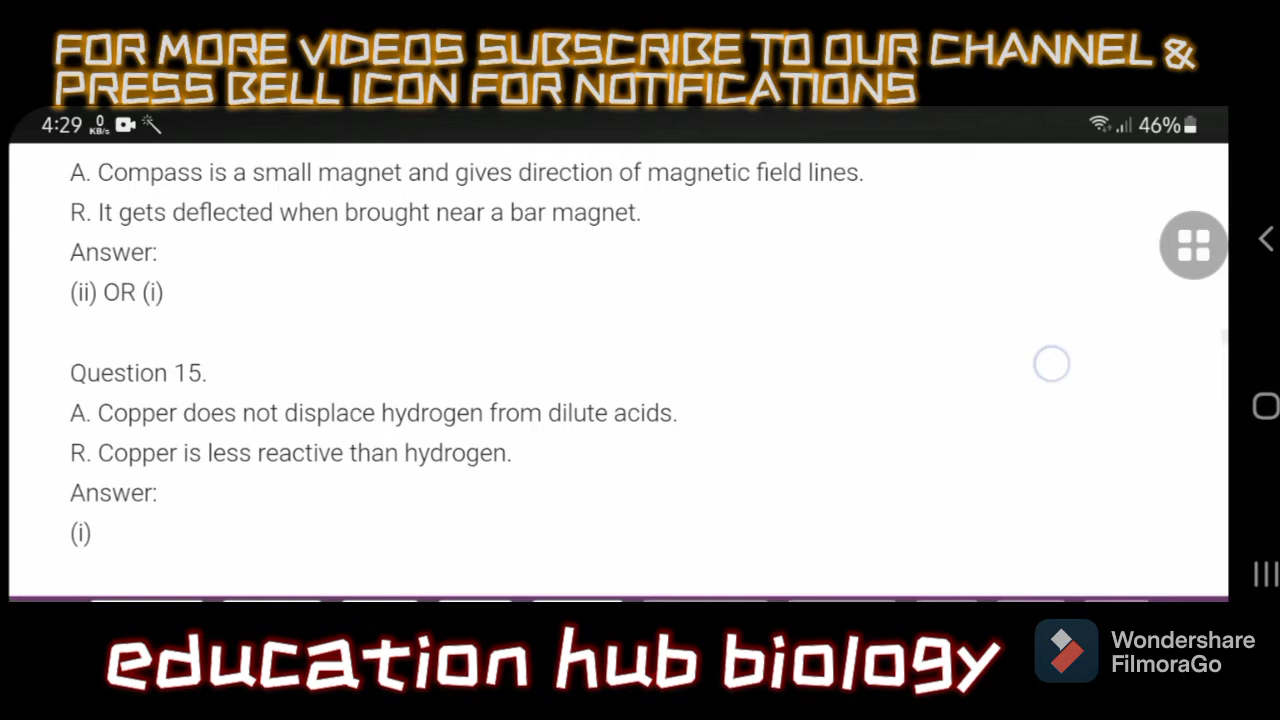 FOR MORE VIDEOS SUBSCRIBE TO OUR CHANNEL &
PRESS BELL ICON FOR NOTIFICATIONS
4:29 0 KB/s 46%
A. Compass is a small magnet and gives direction of magnetic field lines.
R. It gets deflected when brought near a bar magnet.
Answer:
(ii) OR (i)
Question 15.
A. Copper does not displace hydrogen from dilute acids.
R. Copper is less reactive than hydrogen.
Answer:
(i)
education hub biology
Wondershare
FilmoraGo